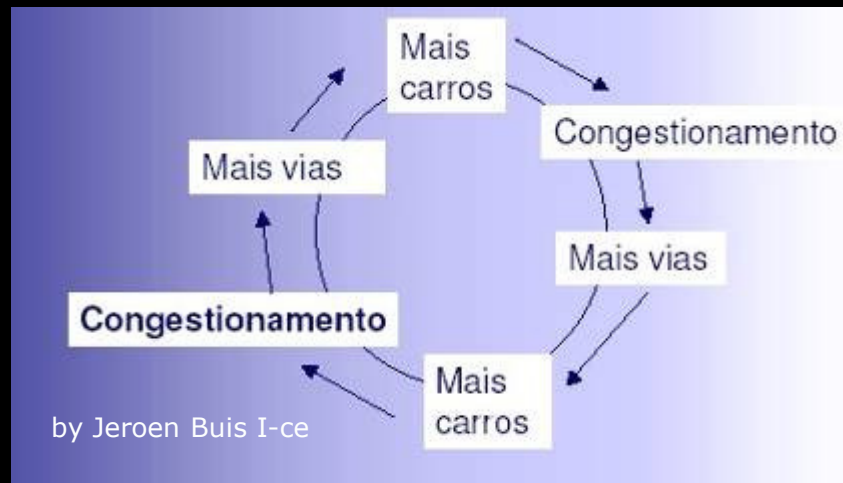 Mais
carros
Congestionamento
Mais vias
Mais
carros
Congestionamento
Mais vias
by Jeroen Buis I-ce